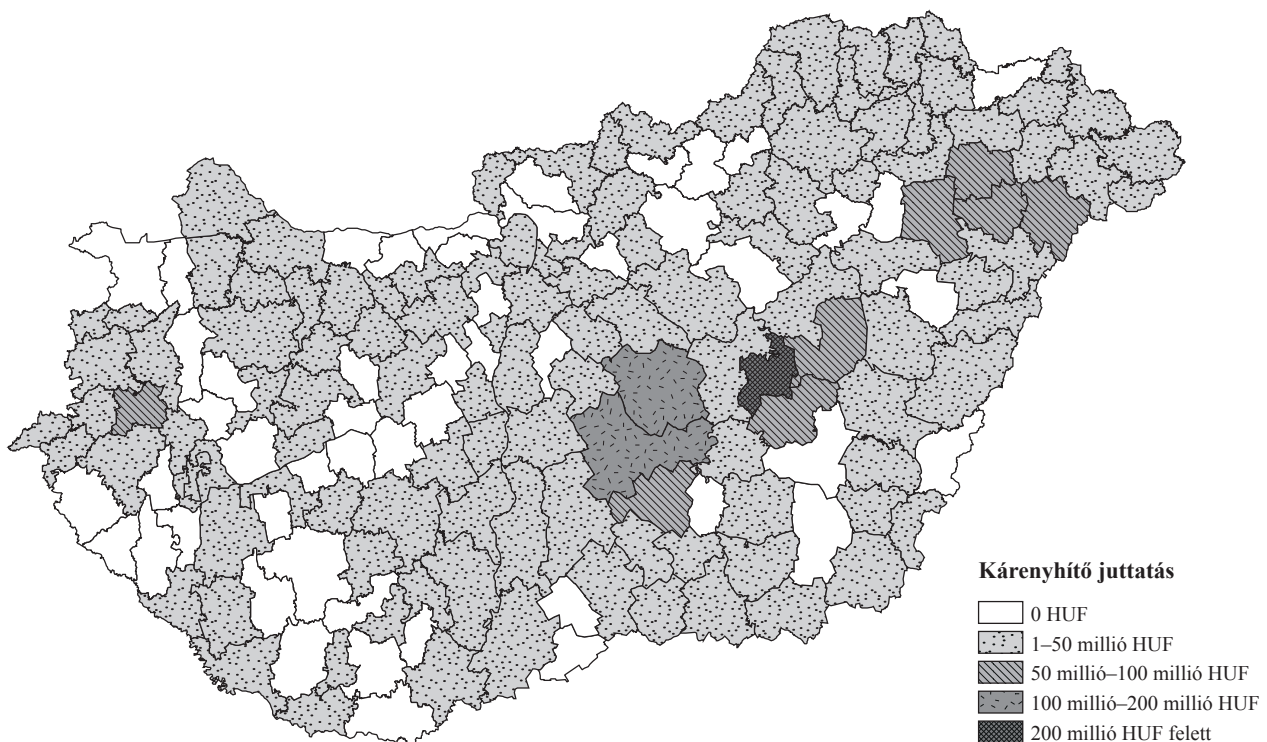 Kárenyhítő juttatás
0 HUF
1–50 millió HUF
50 millió–100 millió HUF
100 millió–200 millió HUF
200 millió HUF felett